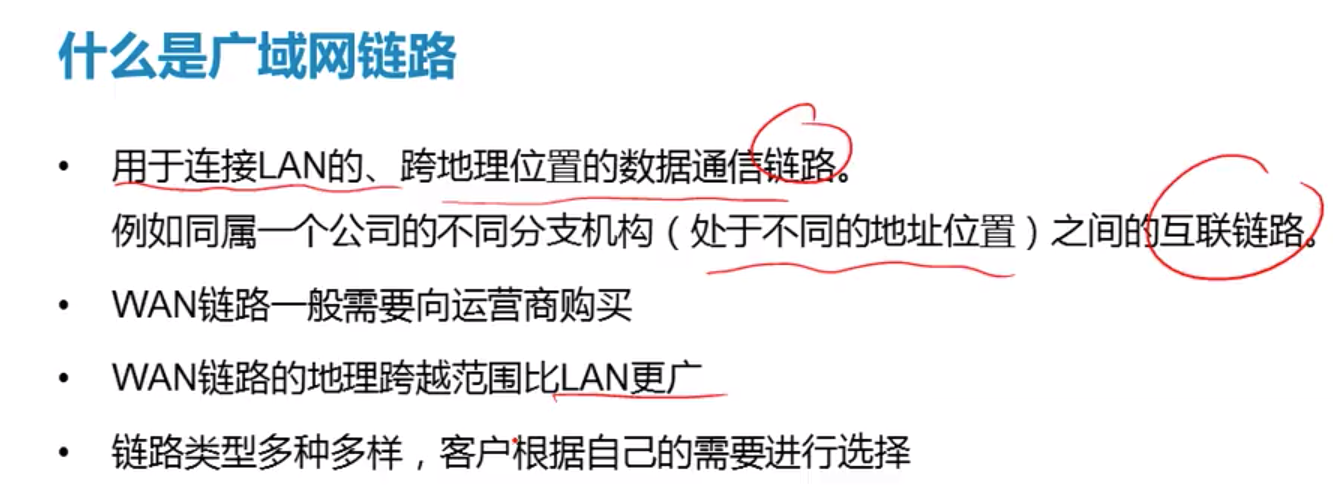 什么是广域网链路
• 用于连接LAN的、跨地理位置的数据通信链路。
例如同属一个公司的不同分支机构（处于不同的地址位置）之间的互联链路。
• WAN链路一般需要向运营商购买
• WAN链路的地理跨越范围比LAN更广
• 链路类型多种多样，客户根据自己的需要进行选择